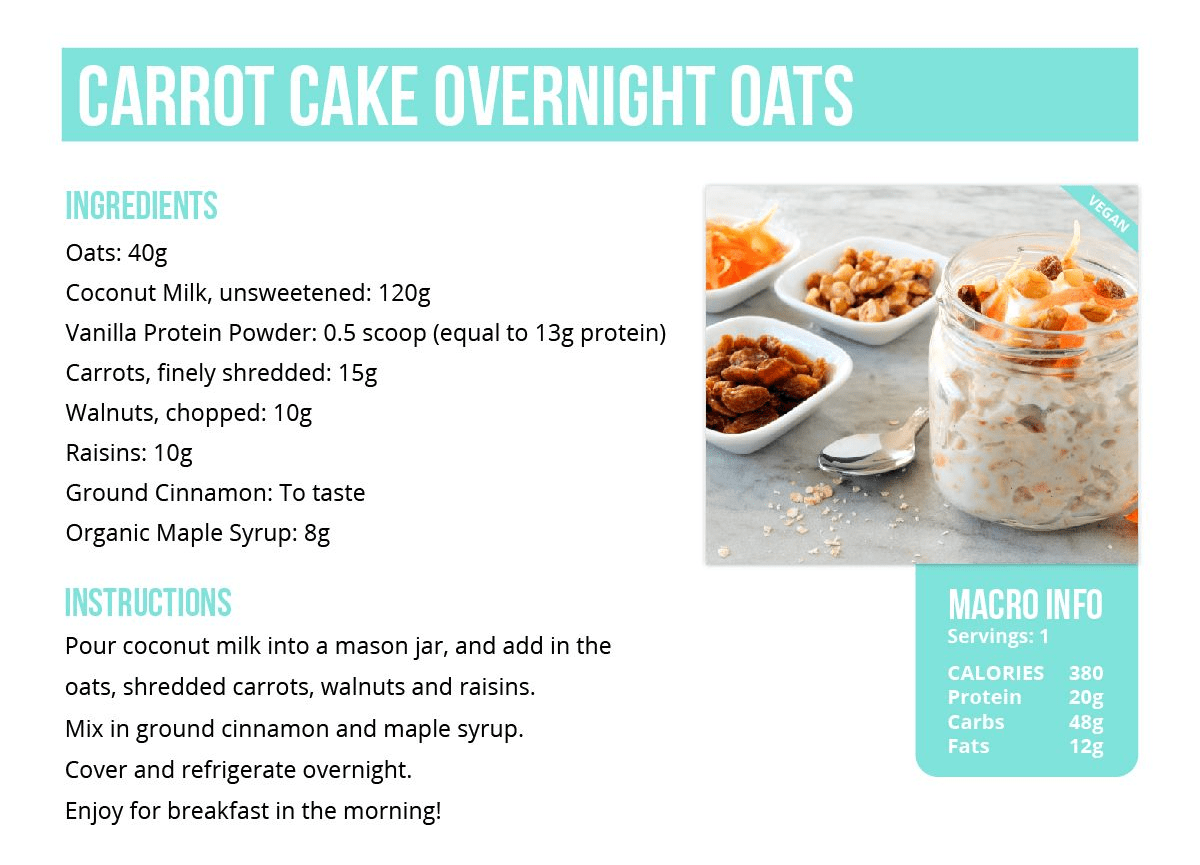 CARROT CAKE OVERNIGHT OATS
INGREDIENTS
Oats: 40g
Coconut Milk, unsweetened: 120g
Vanilla Protein Powder: 0.5 scoop (equal to 13g protein)
Carrots, finely shredded: 15g
Walnuts, chopped: 10g
Raisins: 10g
Ground Cinnamon: To taste
Organic Maple Syrup: 8g
INSTRUCTIONS
Pour coconut milk into a mason jar, and add in the
oats, shredded carrots, walnuts and raisins.
Mix in ground cinnamon and maple syrup.
Cover and refrigerate overnight.
Enjoy for breakfast in the morning!
VEGAN
MACRO INFO
Servings: 1
CALORIES 380
Protein 20g
Carbs 48g
Fats 12g